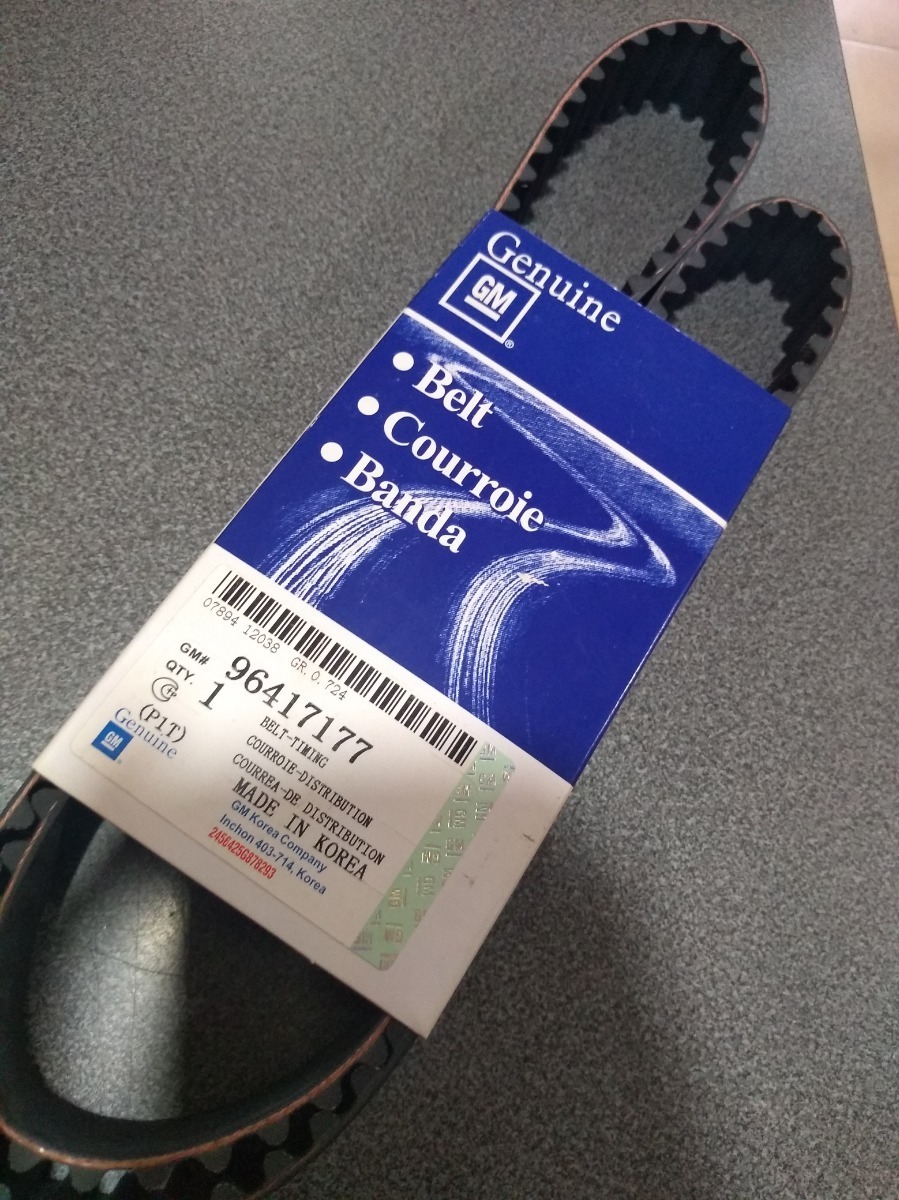 Genuine
GM
®
• Belt
• Courroie
• Banda
07894 12038 GR. 0.724
GM# 96417177
QTY. 1
BELT-TIMING
(P1T)
COURROIE-DISTRIBUTION
Genuine
COURREA-DE DISTRIBUTION
GM
MADE IN KOREA
GM Korea Company
Inchon 403-714, Korea
2456425G878293